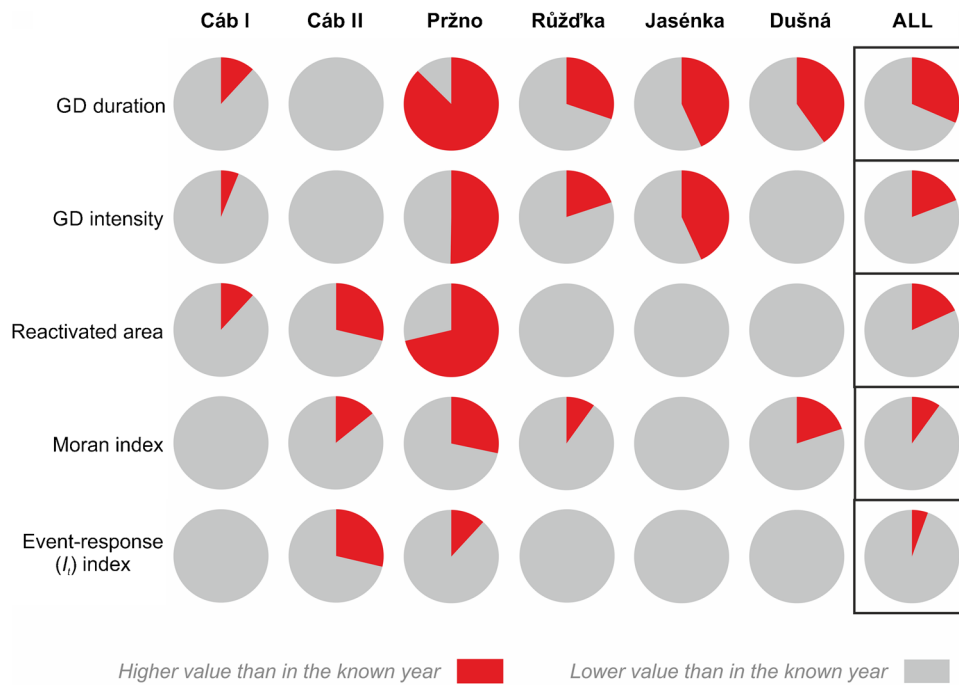 Cáb I Cáb II Pržno Růžďka Jasénka Dušná ALL
GD duration
GD intensity
Reactivated area
Moran index
Event-response
(It) index
Higher value than in the known year Lower value than in the known year